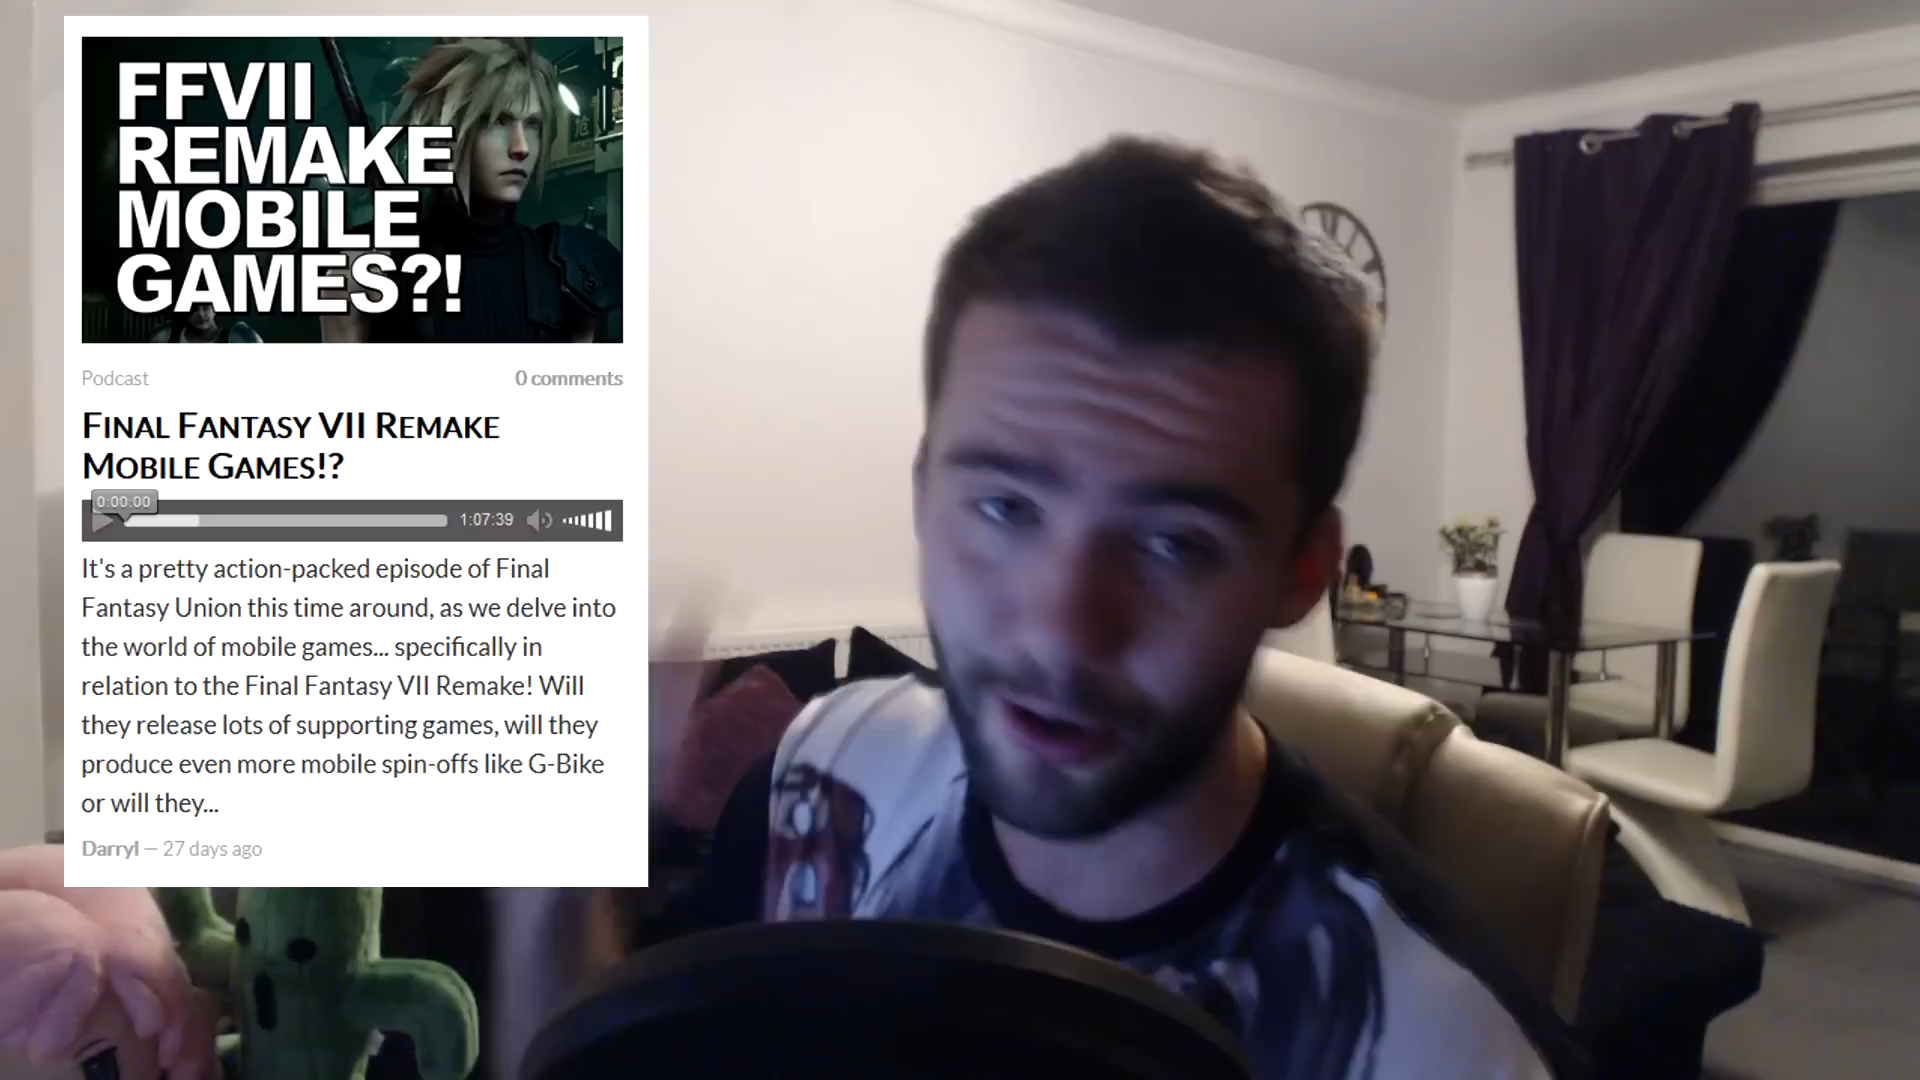 FFVII
REMAKE
MOBILE
GAMES?!
Podcast
0 comments
FINAL FANTASY VII REMAKE
MOBILE GAMES!?
0:00:00
1:07:39
It's a pretty action-packed episode of Final
Fantasy Union this time around, as we delve into
the world of mobile games... specifically in
relation to the Final Fantasy VII Remake! Will
they release lots of supporting games, will they
produce even more mobile spin-offs like G-Bike
or will they...
Darryl — 27 days ago